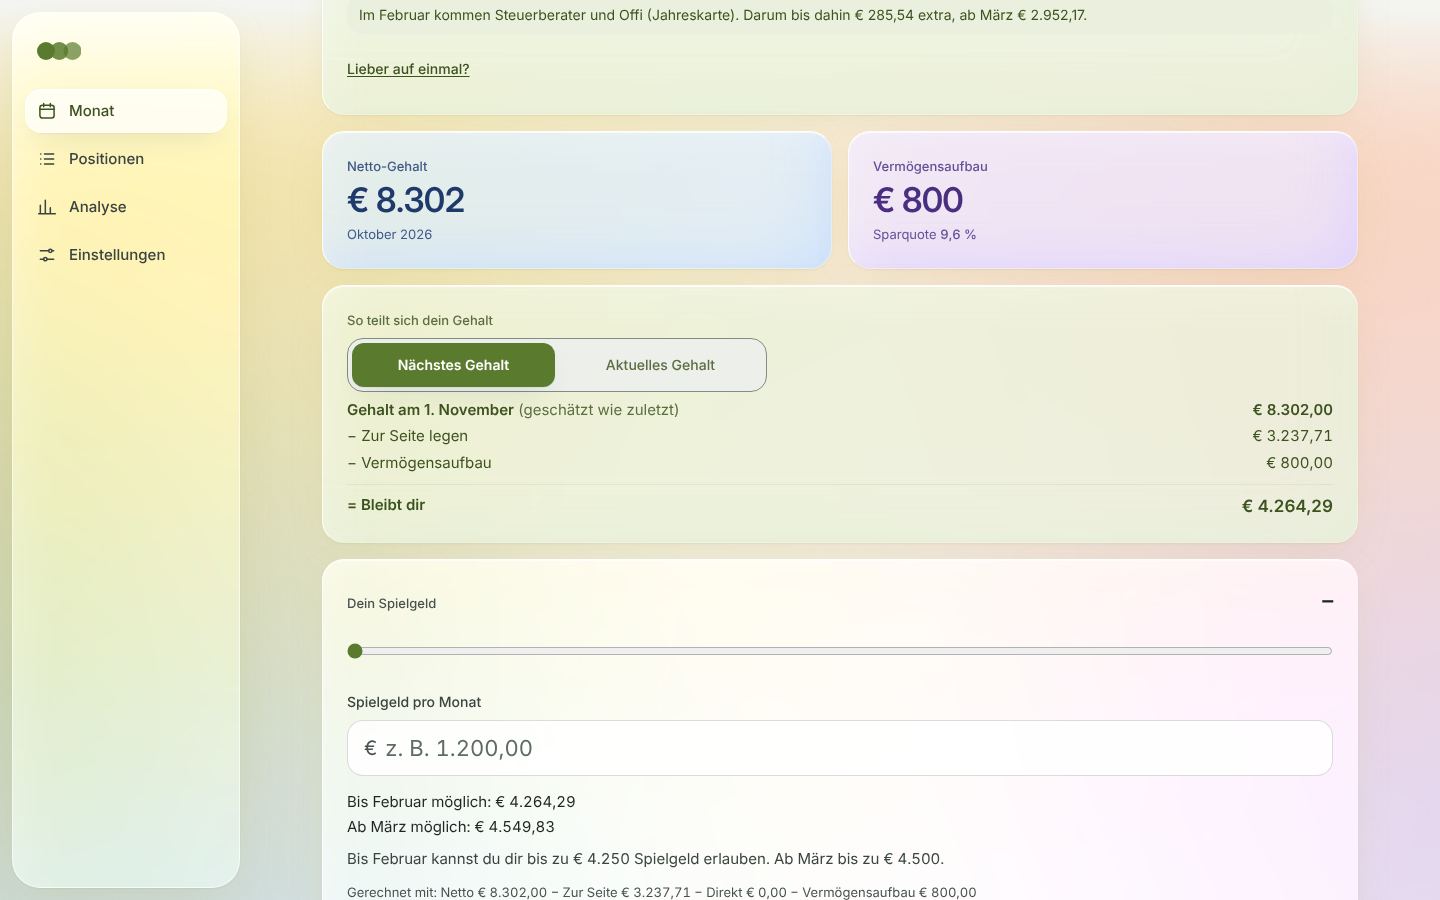 Im Februar kommen Steuerberater und Offi (Jahreskarte). Darum bis dahin € 285,54 extra, ab März € 2.952,17.
Lieber auf einmal?
Monat
Positionen
Analyse
Einstellungen
Netto-Gehalt
€ 8.302
Oktober 2026
Vermögensaufbau
€ 800
Sparquote 9,6 %
So teilt sich dein Gehalt
Nächstes Gehalt
Aktuelles Gehalt
Gehalt am 1. November (geschätzt wie zuletzt) € 8.302,00
− Zur Seite legen € 3.237,71
− Vermögensaufbau € 800,00
= Bleibt dir € 4.264,29
Dein Spielgeld –
Spielgeld pro Monat
€ z. B. 1.200,00
Bis Februar möglich: € 4.264,29
Ab März möglich: € 4.549,83
Bis Februar kannst du dir bis zu € 4.250 Spielgeld erlauben. Ab März bis zu € 4.500.
Gerechnet mit: Netto € 8.302,00 − Zur Seite € 3.237,71 − Direkt € 0,00 − Vermögensaufbau € 800,00